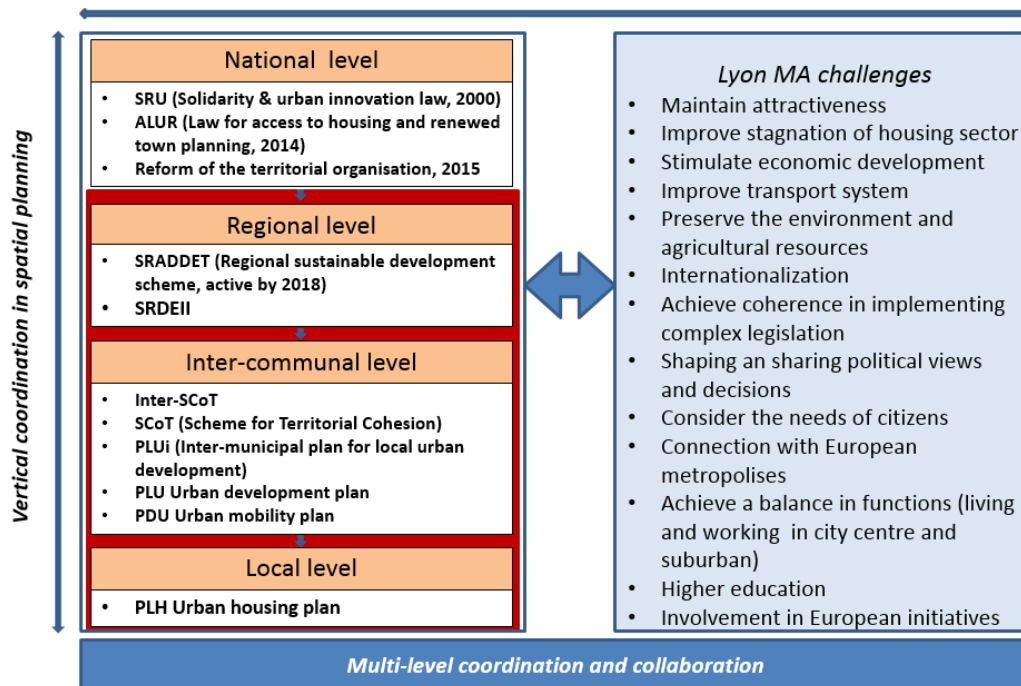 Vertical coordination in spatial planning
National level
• SRU (Solidarity & urban innovation law, 2000)
• ALUR (Law for access to housing and renewed
town planning, 2014)
• Reform of the territorial organisation, 2015
Regional level
• SRADDET (Regional sustainable development
scheme, active by 2018)
• SRDEII
Inter-communal level
• Inter-SCoT
• SCoT (Scheme for Territorial Cohesion)
• PLUi (Inter-municipal plan for local urban
development)
• PLU Urban development plan
• PDU Urban mobility plan
Local level
• PLH Urban housing plan
Lyon MA challenges
• Maintain attractiveness
• Improve stagnation of housing sector
• Stimulate economic development
• Improve transport system
• Preserve the environment and
agricultural resources
• Internationalization
• Achieve coherence in implementing
complex legislation
• Shaping an sharing political views
and decisions
• Consider the needs of citizens
• Connection with European
metropolises
• Achieve a balance in functions (living
and working in city centre and
suburban)
• Higher education
• Involvement in European initiatives
Multi-level coordination and collaboration